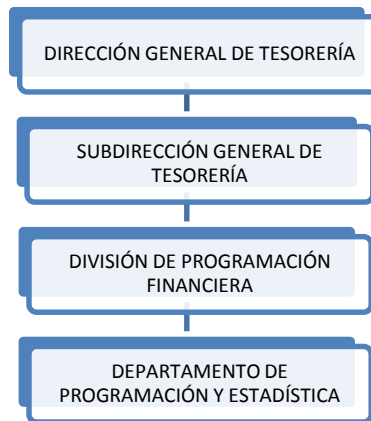 DIRECCIÓN GENERAL DE TESORERÍA
SUBDIRECCIÓN GENERAL DE
TESORERÍA
DIVISIÓN DE PROGRAMACIÓN
FINANCIERA
DEPARTAMENTO DE
PROGRAMACIÓN Y ESTADÍSTICA